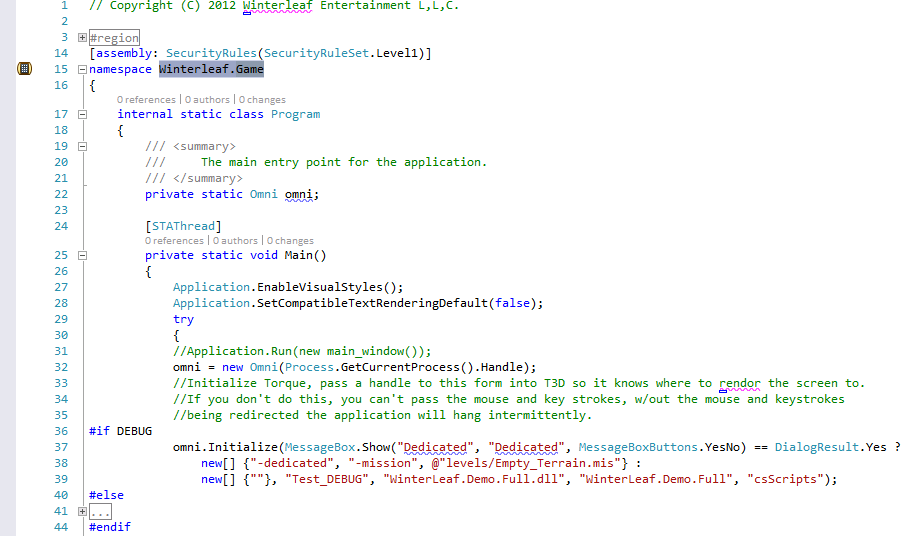 1 // Copyright (C) 2012 Winterleaf Entertainment L,L,C.
2
3 #region
14 [assembly: SecurityRules(SecurityRuleSet.Level1)]
15 namespace Winterleaf.Game
16 {
0 references | 0 authors | 0 changes
17 internal static class Program
18 {
19 /// <summary>
20 /// The main entry point for the application.
21 /// </summary>
22 private static Omni omni;
23
24 [STAThread]
0 references | 0 authors | 0 changes
25 private static void Main()
26 {
27 Application.EnableVisualStyles();
28 Application.SetCompatibleTextRenderingDefault(false);
29 try
30 {
31 //Application.Run(new main_window());
32 omni = new Omni(Process.GetCurrentProcess().Handle);
33 //Initialize Torque, pass a handle to this form into T3D so it knows where to rendor the screen to.
34 //If you don't do this, you can't pass the mouse and key strokes, w/out the mouse and keystrokes
35 //being redirected the application will hang intermittently.
36 #if DEBUG
37 omni.Initialize(MessageBox.Show("Dedicated", "Dedicated", MessageBoxButtons.YesNo) == DialogResult.Yes ?
38 new[] {"-dedicated", "-mission", @"levels/Empty_Terrain.mis"} :
39 new[] {""}, "Test_DEBUG", "WinterLeaf.Demo.Full.dll", "WinterLeaf.Demo.Full", "csScripts");
40 #else
41 ...
44 #endif